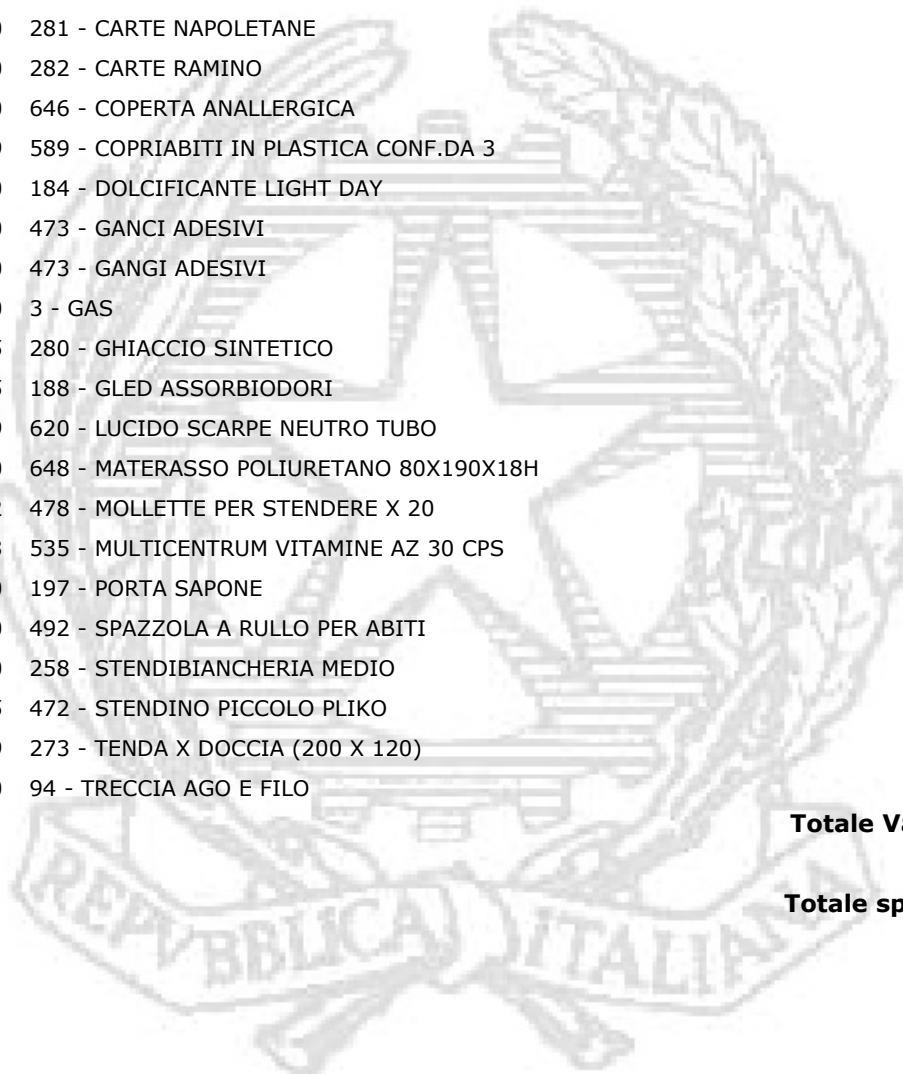 281 - CARTE NAPOLETANE
282 - CARTE RAMINO
646 - COPERTA ANALLERGICA
589 - COPRIABITI IN PLASTICA CONF.DA 3
184 - DOLCIFICANTE LIGHT DAY
473 - GANCI ADESIVI
473 - GANGI ADESIVI
3 - GAS
280 - GHIACCIO SINTETICO
188 - GLED ASSORBIODORI
620 - LUCIDO SCARPE NEUTRO TUBO
648 - MATERASSO POLIURETANO 80X190X18H
478 - MOLLETTE PER STENDERE X 20
535 - MULTICENTRUM VITAMINE AZ 30 CPS
197 - PORTA SAPONE
492 - SPAZZOLA A RULLO PER ABITI
258 - STENDIBIANCHERIA MEDIO
472 - STENDINO PICCOLO PLIKO
273 - TENDA X DOCCIA (200 X 120)
94 - TRECCIA AGO E FILO
Totale
Totale
REPVBBLICA ITALIANA